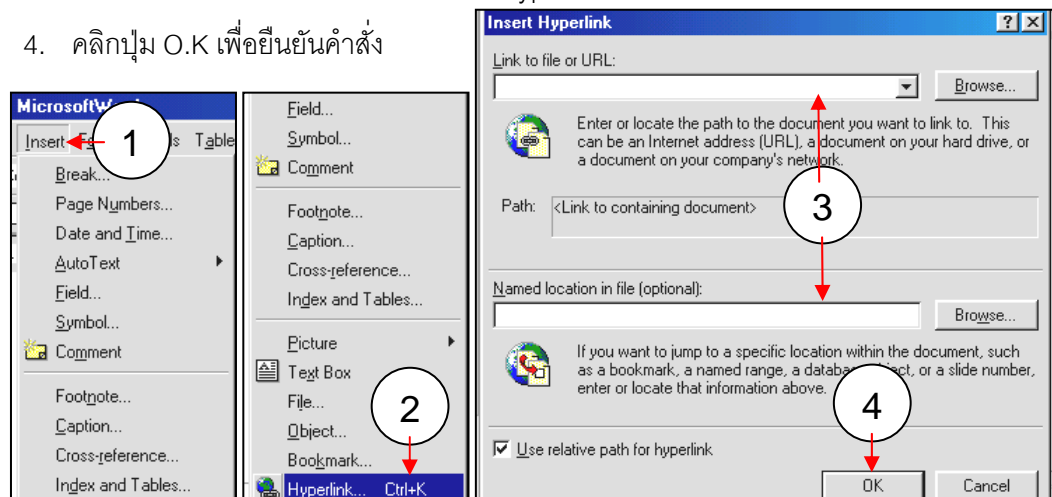 4. คลิกปุ่ม O.K เพื่อยืนยันคำสั่ง
Insert
Table
1
Break...
Page Numbers...
Date and Time...
AutoText
Field...
Symbol...
Comment
Footnote...
Caption...
Cross-reference...
Index and Tables...
Field...
Symbol...
Comment
Footnote...
Caption...
Cross-reference...
Index and Tables...
Picture
Text Box
File...
2
Object...
Bookmark...
Hyperlink... Ctrl+K
Insert Hyperlink
Link to file or URL:
Browse...
Enter or locate the path to the document you want to link to. This
can be an Internet address (URL), a document on your hard drive, or
a document on your company's network.
3
Path: <Link to containing document>
Named location in file (optional):
Browse...
If you want to jump to a specific location within the document, such
as a bookmark, a named range, a database object, or a slide number,
enter or locate that information above.
4
Use relative path for hyperlink
OK Cancel